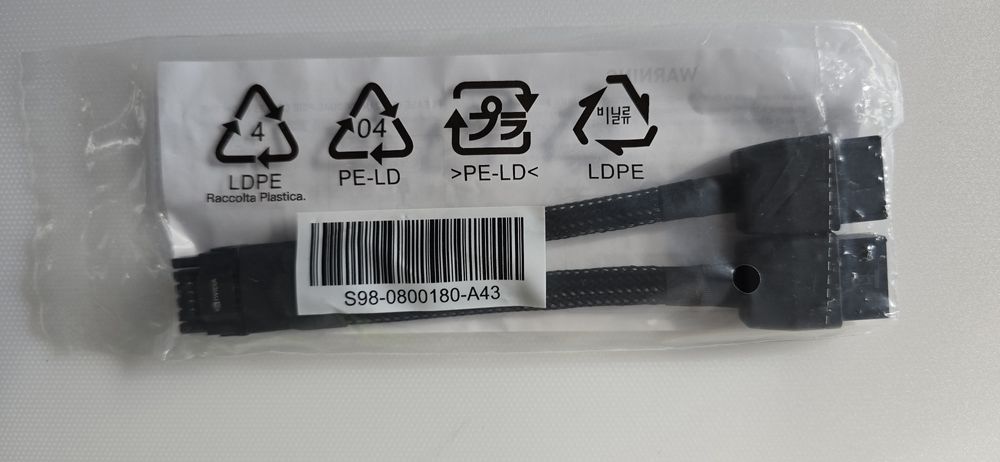 WARNING
4
LDPE
Raccolta Plastica.
04
PE-LD
プラ
>PE-LD<
비닐류
LDPE
S98-0800180-A43
NVIDIA